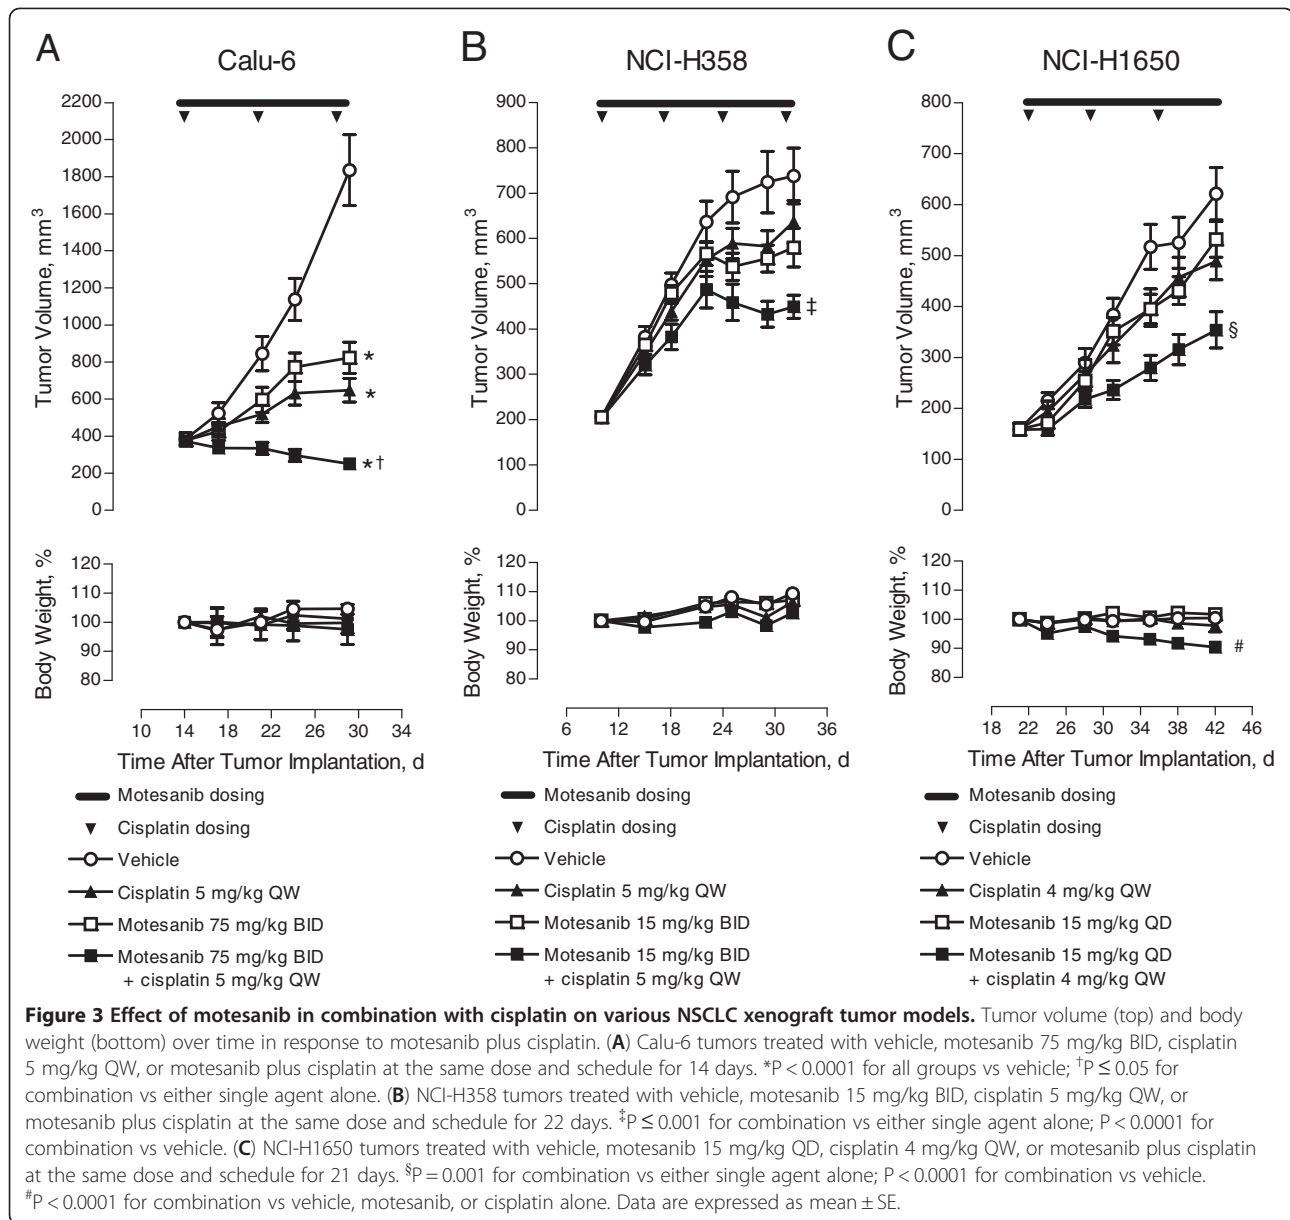 A
Calu-6
Tumor Volume, mm³
2200
2000
1800
1600
1400
1200
1000
800
600
400
200
0
*
*
*†
Body Weight, %
120
110
100
90
80
10 14 18 22 26 30 34
Time After Tumor Implantation, d
Motesanib dosing
Cisplatin dosing
Vehicle
Cisplatin 5 mg/kg QW
Motesanib 75 mg/kg BID
Motesanib 75 mg/kg BID
+ cisplatin 5 mg/kg QW
B
NCI-H358
Tumor Volume, mm³
900
800
700
600
500
400
300
200
100
0
‡
Body Weight, %
120
110
100
90
80
6 12 18 24 30 36
Time After Tumor Implantation, d
Motesanib dosing
Cisplatin dosing
Vehicle
Cisplatin 5 mg/kg QW
Motesanib 15 mg/kg BID
Motesanib 15 mg/kg BID
+ cisplatin 5 mg/kg QW
C
NCI-H1650
Tumor Volume, mm³
800
700
600
500
400
300
200
100
0
§
Body Weight, %
120
110
100
90
80
#
18 22 26 30 34 38 42 46
Time After Tumor Implantation, d
Motesanib dosing
Cisplatin dosing
Vehicle
Cisplatin 4 mg/kg QW
Motesanib 15 mg/kg QD
Motesanib 15 mg/kg QD
+ cisplatin 4 mg/kg QW
Figure 3 Effect of motesanib in combination with cisplatin on various NSCLC xenograft tumor models. Tumor volume (top) and body
weight (bottom) over time in response to motesanib plus cisplatin. (A) Calu-6 tumors treated with vehicle, motesanib 75 mg/kg BID, cisplatin
5 mg/kg QW, or motesanib plus cisplatin at the same dose and schedule for 14 days. *P < 0.0001 for all groups vs vehicle; †P ≤ 0.05 for
combination vs either single agent alone. (B) NCI-H358 tumors treated with vehicle, motesanib 15 mg/kg BID, cisplatin 5 mg/kg QW, or
motesanib plus cisplatin at the same dose and schedule for 22 days. ‡P ≤ 0.001 for combination vs either single agent alone; P < 0.0001 for
combination vs vehicle. (C) NCI-H1650 tumors treated with vehicle, motesanib 15 mg/kg QD, cisplatin 4 mg/kg QW, or motesanib plus cisplatin
at the same dose and schedule for 21 days. §P = 0.001 for combination vs either single agent alone; P < 0.0001 for combination vs vehicle.
#P < 0.0001 for combination vs vehicle, motesanib, or cisplatin alone. Data are expressed as mean ± SE.